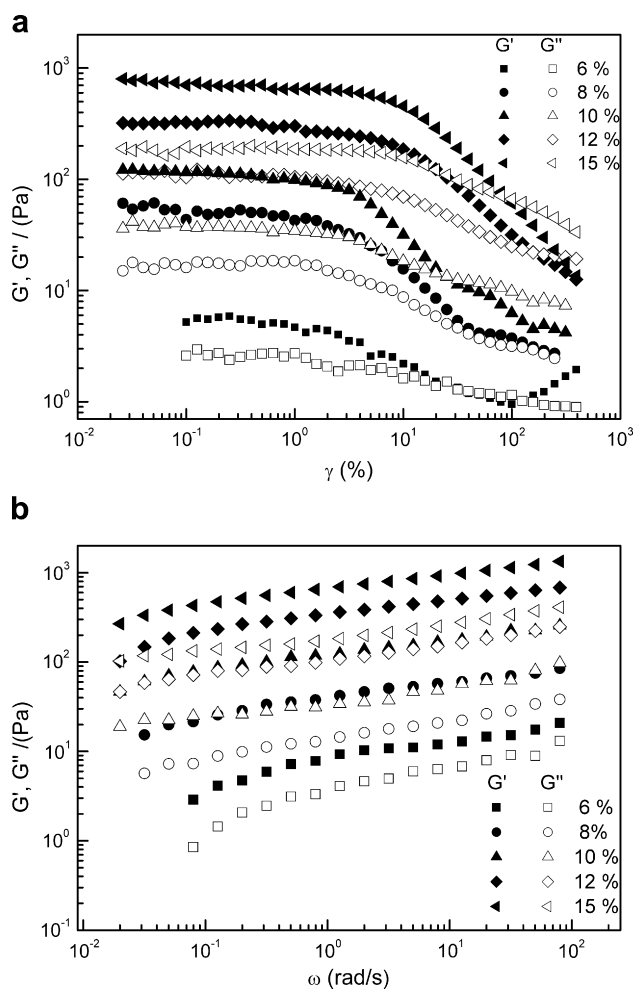 a
G' G''
6 %
8 %
10 %
12 %
15 %
10³
10²
10¹
10⁰
G', G'' / (Pa)
10⁻² 10⁻¹ 10⁰ 10¹ 10² 10³
γ (%)
b
10³
10²
10¹
10⁰
10⁻¹
G', G'' /(Pa)
G' G''
6 %
8%
10 %
12 %
15 %
10⁻² 10⁻¹ 10⁰ 10¹ 10²
ω (rad/s)